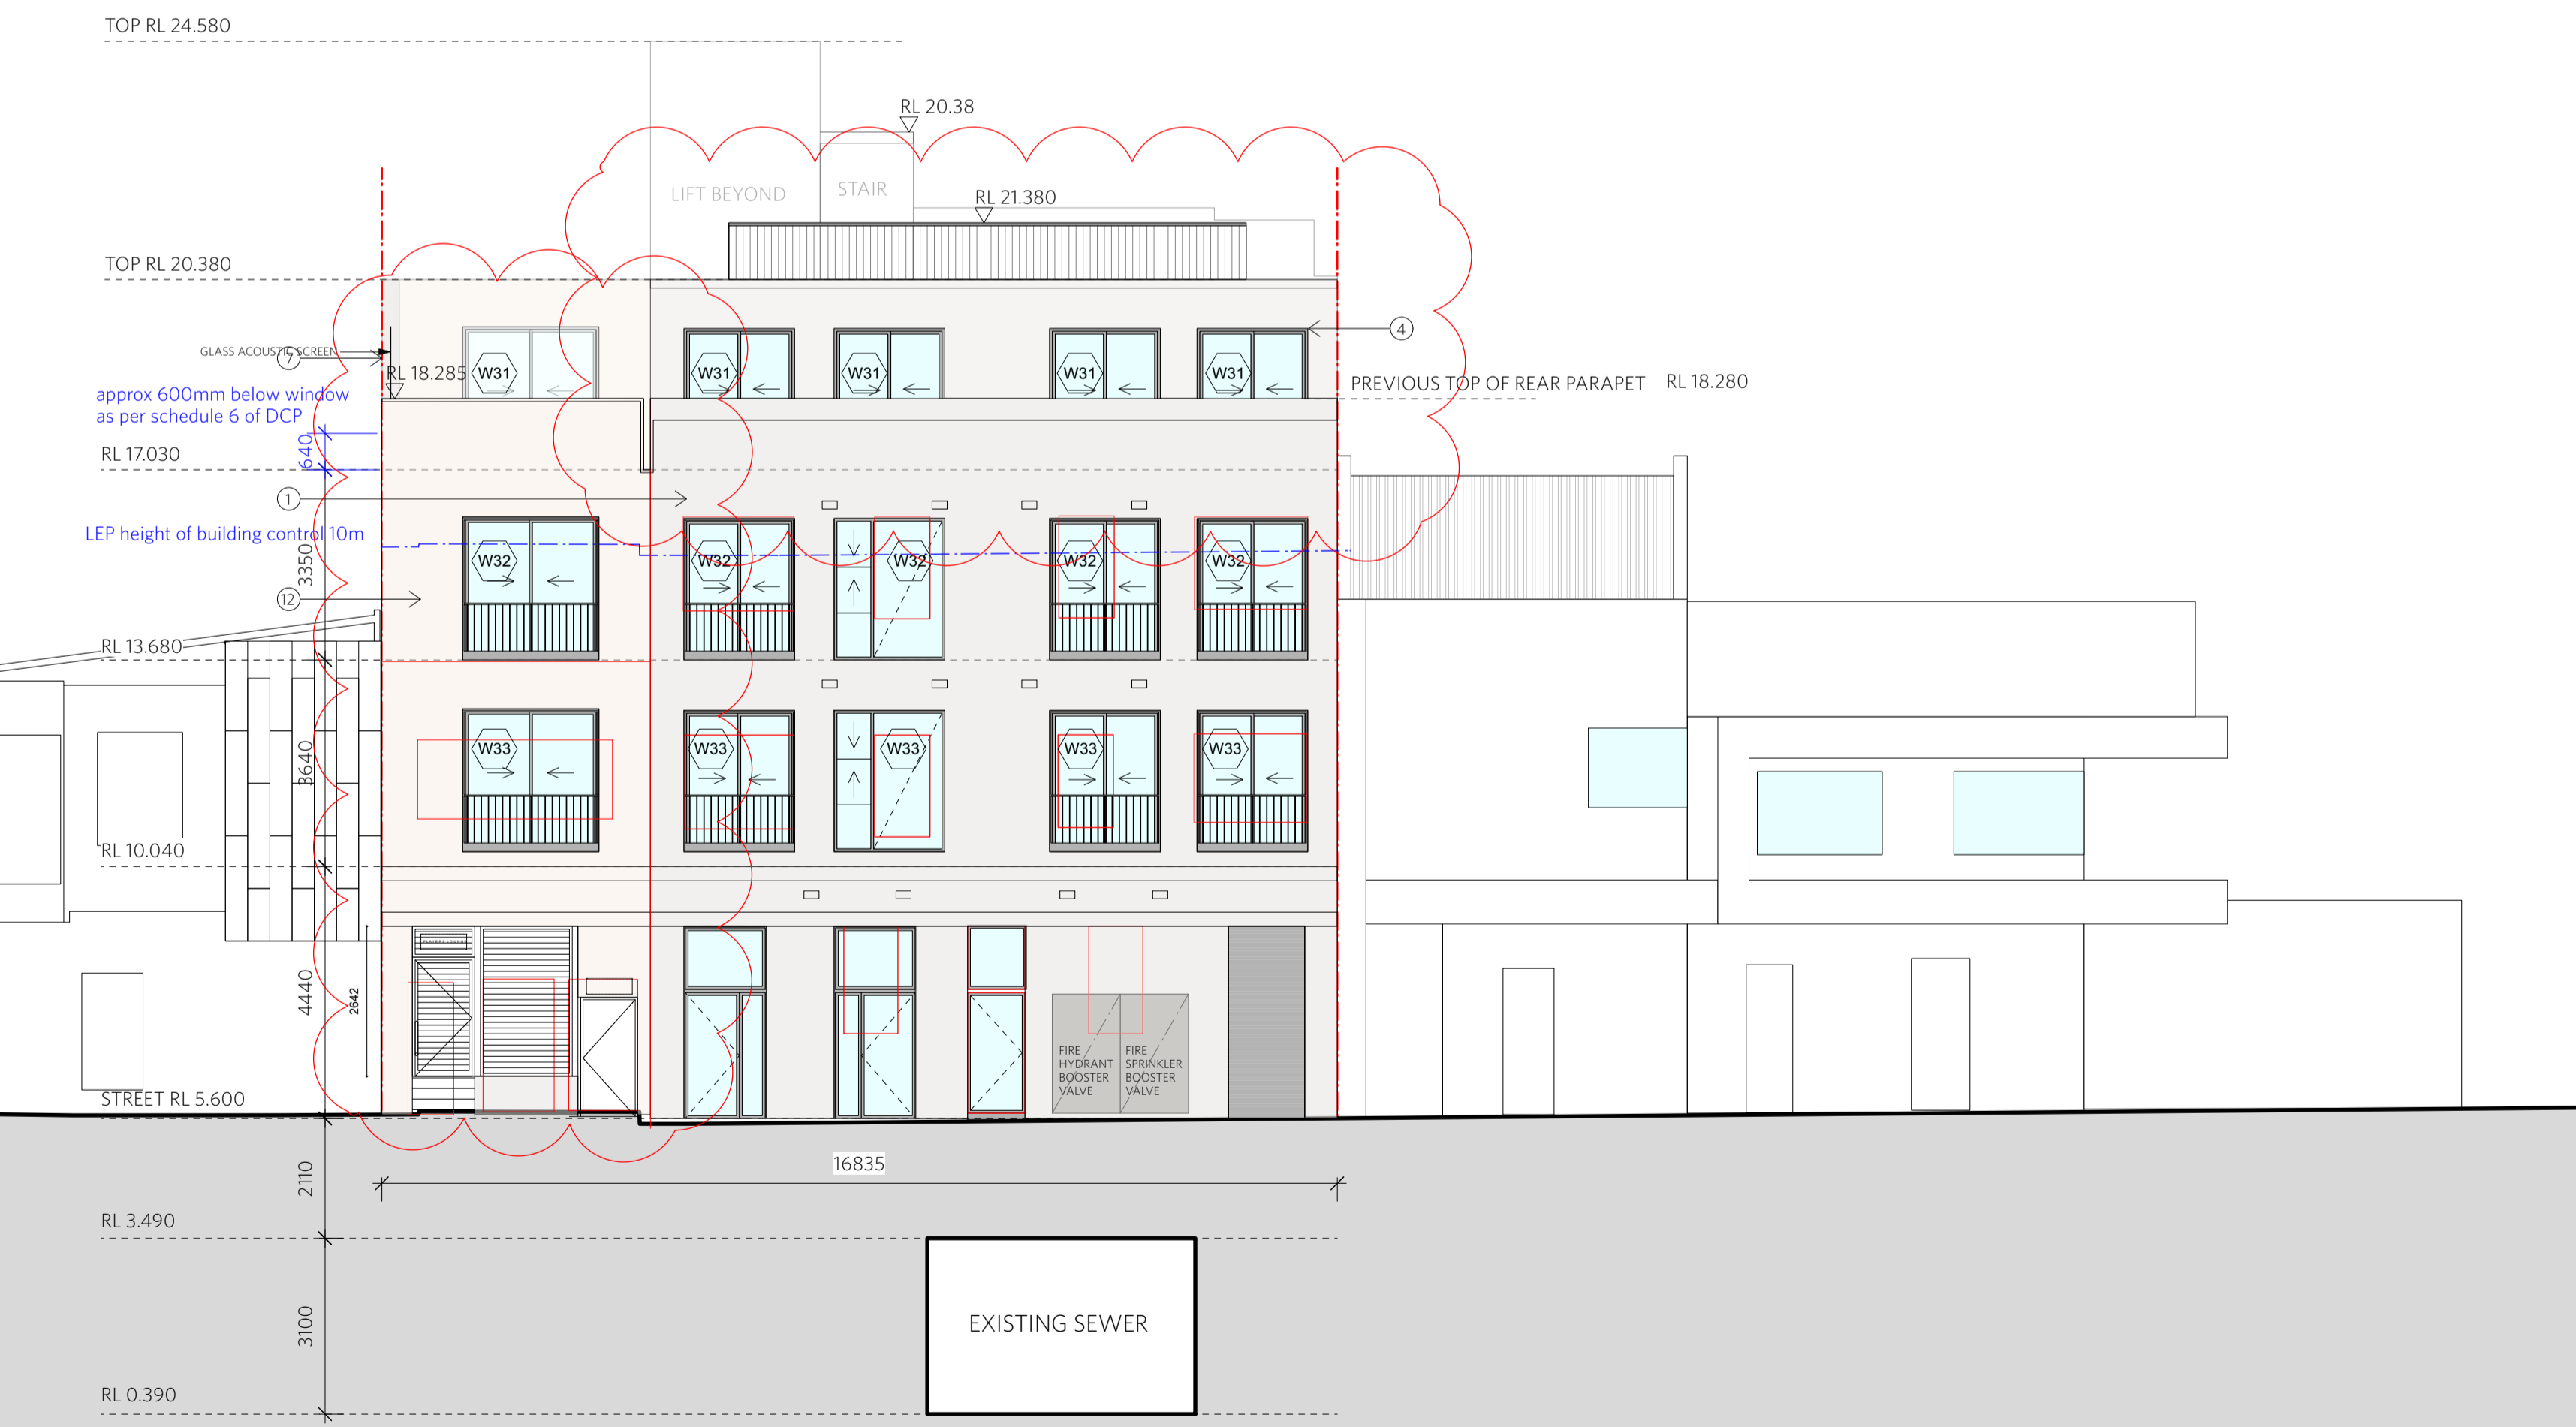 TOP RL 24.580
RL 20.38
LIFT BEYOND
STAIR
RL 21.380
TOP RL 20.380
4
GLASS ACOUSTIC SCREEN
7
RL 18.285
W31
W31
W31
W31
W31
PREVIOUS TOP OF REAR PARAPET RL 18.280
approx 600mm below window
as per schedule 6 of DCP
640
RL 17.030
1
LEP height of building control 10m
3350
W32
W32
W32
W32
W32
12
RL 13.680
W33
W33
W33
W33
W33
3640
RL 10.040
PLAYERS LOUNGE
4440
2642
FIRE
HYDRANT
BOOSTER
VALVE
FIRE
SPRINKLER
BOOSTER
VALVE
STREET RL 5.600
16835
2110
RL 3.490
3100
EXISTING SEWER
RL 0.390